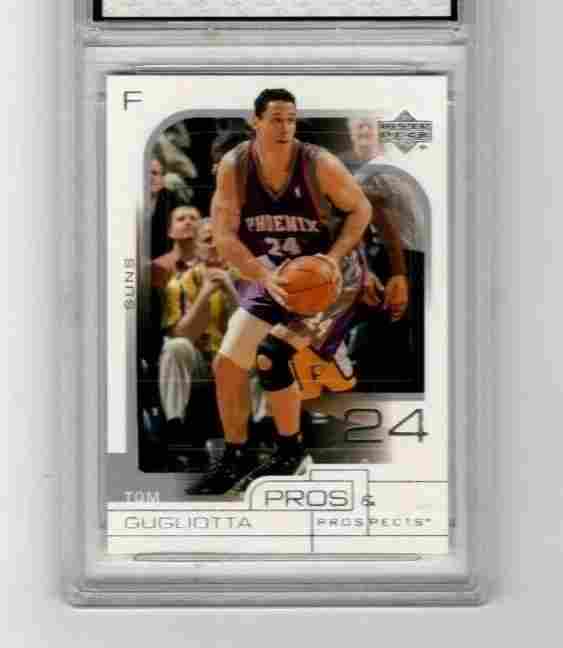 F
UPPER DECK
SUNS
PHOENIX
24
24
TOM
GUGLIOTTA
PROS &
PROSPECTS